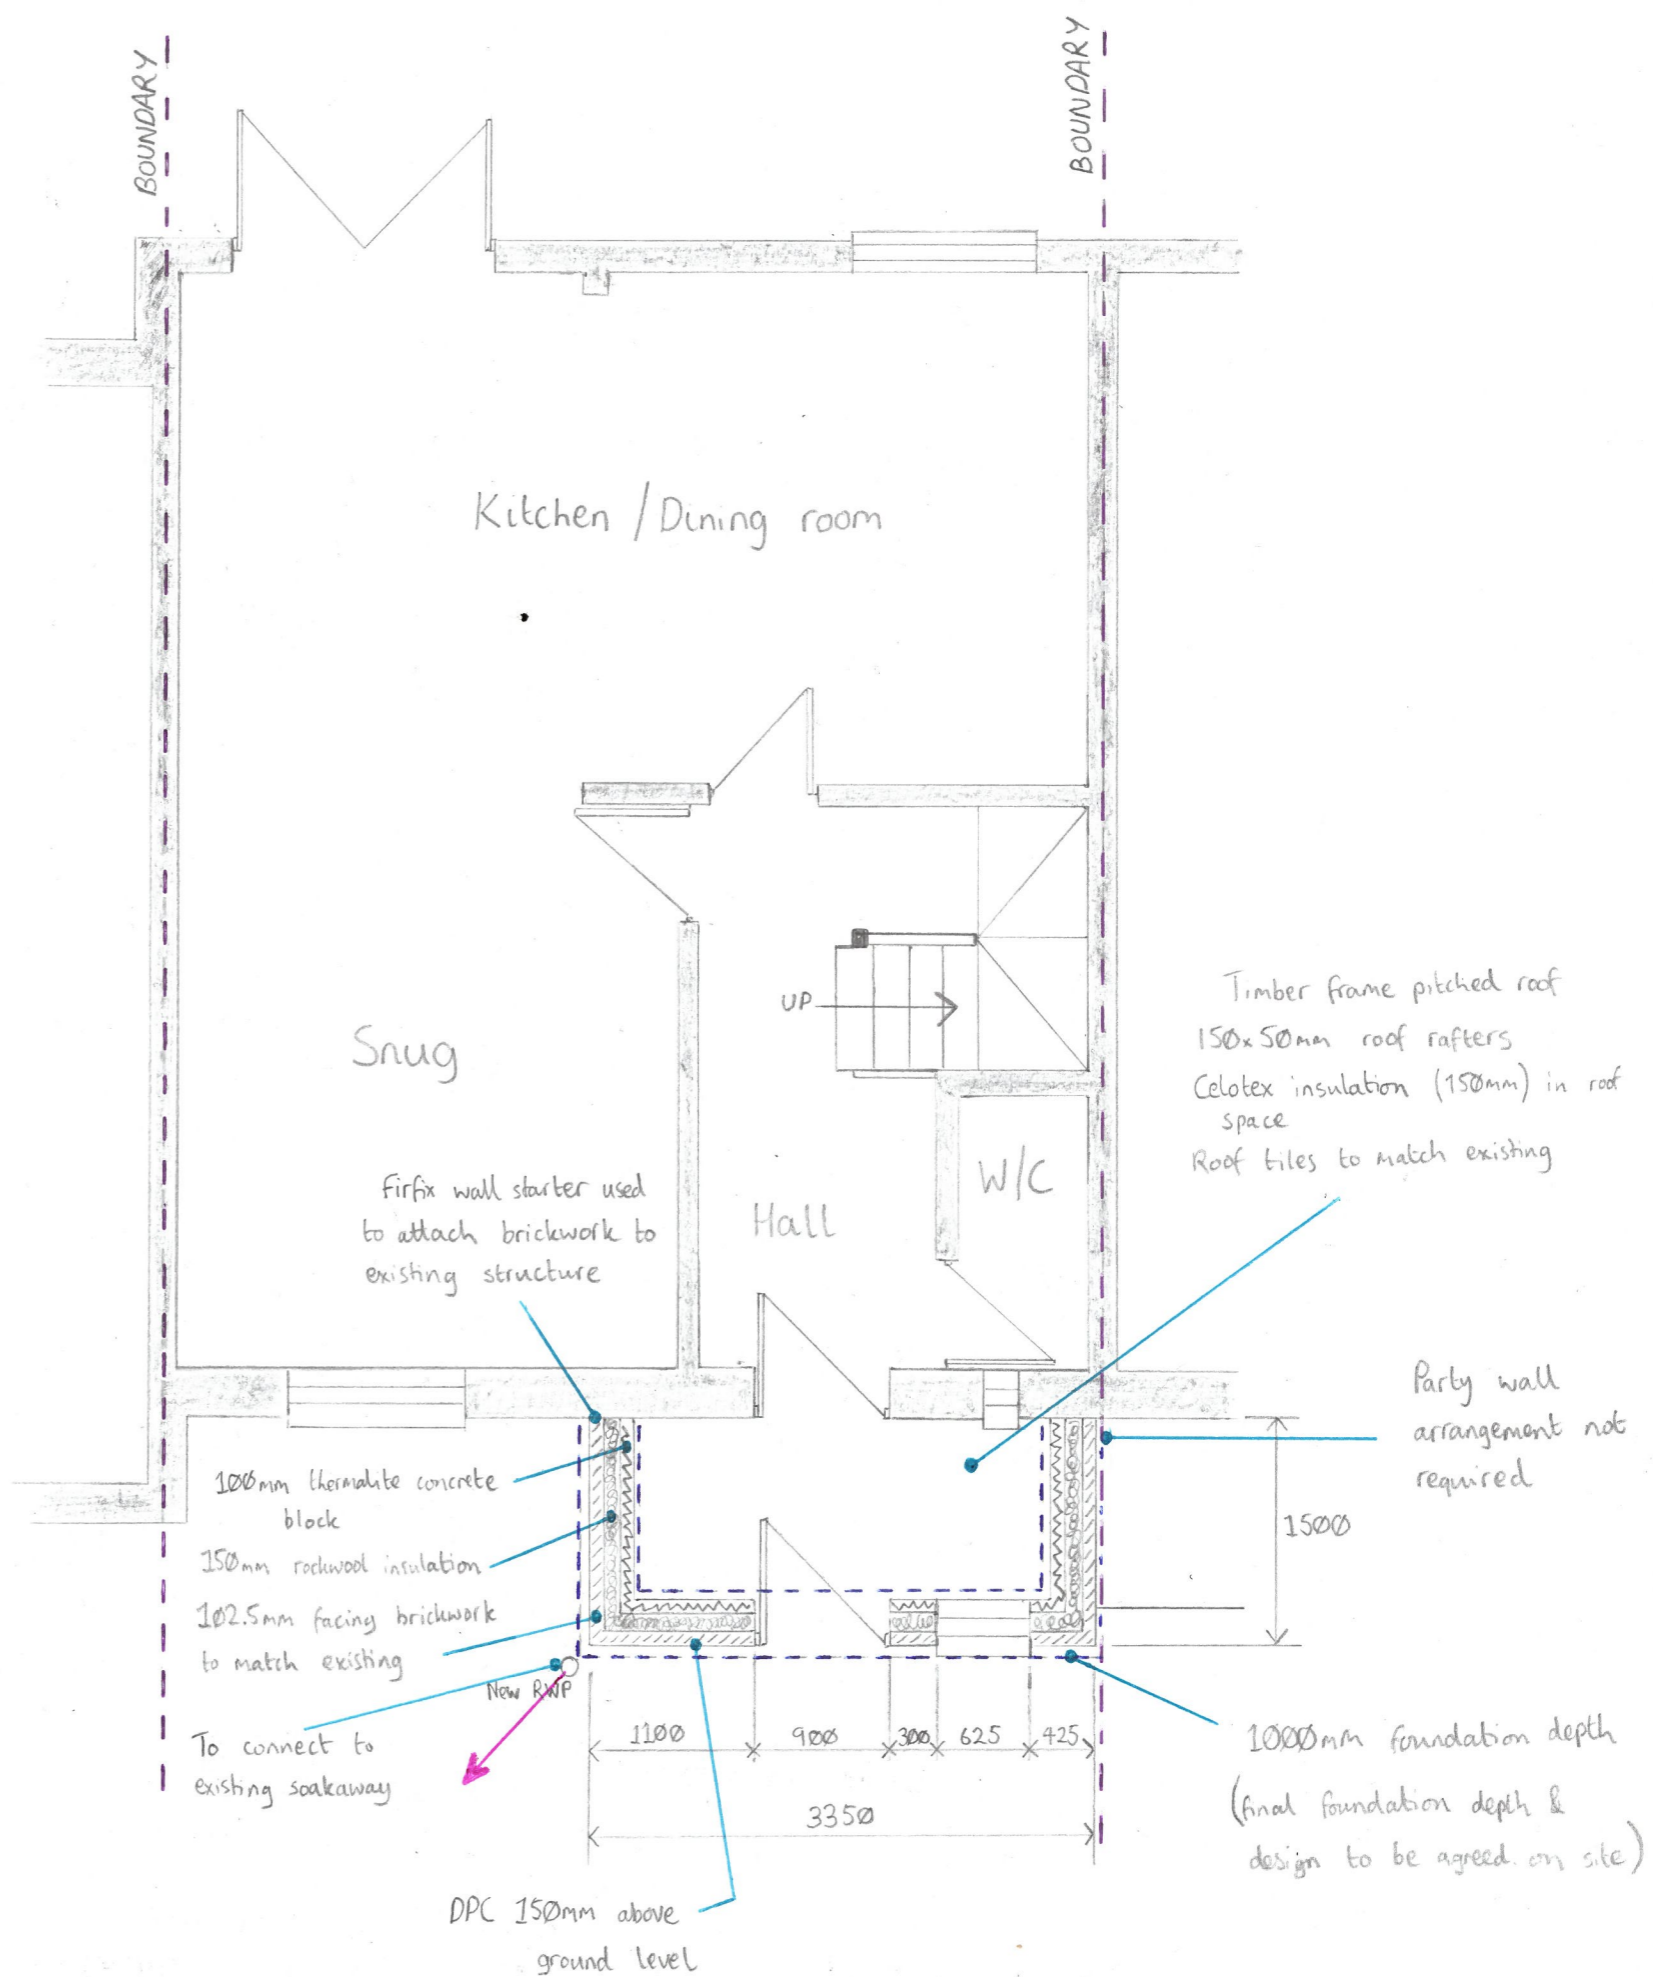 BOUNDARY
BOUNDARY
Kitchen / Dining room
UP
Snug
Timber frame pitched roof
150x50mm roof rafters
Celotex insulation (150mm) in roof
space
Roof tiles to match existing
W/C
Hall
Firfix wall starter used
to attach brickwork to
existing structure
Party wall
arrangement not
required
100mm thermalite concrete
block
150mm rockwool insulation
102.5mm facing brickwork
to match existing
1500
New RWP
To connect to
existing soakaway
1100
900
300
625
425
3350
1000mm foundation depth
(final foundation depth &
design to be agreed on site)
DPC 150mm above
ground level